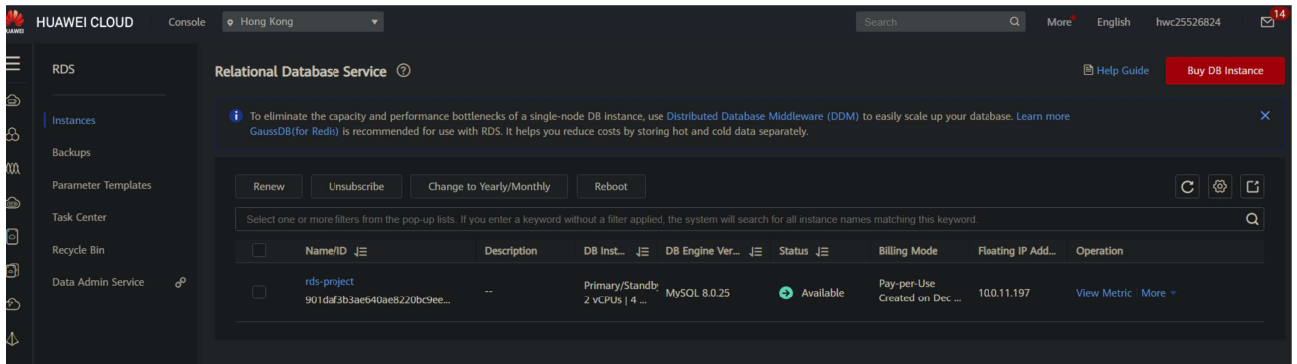 HUAWEI
HUAWEI CLOUD Console Hong Kong Search More English hwc25526824 14
RDS
Relational Database Service
Help Guide
Buy DB Instance
To eliminate the capacity and performance bottlenecks of a single-node DB instance, use Distributed Database Middleware (DDM) to easily scale up your database. Learn more
GaussDB(for Redis) is recommended for use with RDS. It helps you reduce costs by storing hot and cold data separately.
Instances
Backups
Parameter Templates
Task Center
Recycle Bin
Data Admin Service
Renew Unsubscribe Change to Yearly/Monthly Reboot
Select one or more filters from the pop-up lists. If you enter a keyword without a filter applied, the system will search for all instance names matching this keyword.
Name/ID Description DB Inst... DB Engine Ver... Status Billing Mode Floating IP Add... Operation
rds-project
901daf3b3ae640ae8220bc9ee...
--
Primary/Standby
2 vCPUs | 4 ...
MySQL 8.0.25
Available
Pay-per-Use
Created on Dec ...
10.0.11.197
View Metric More